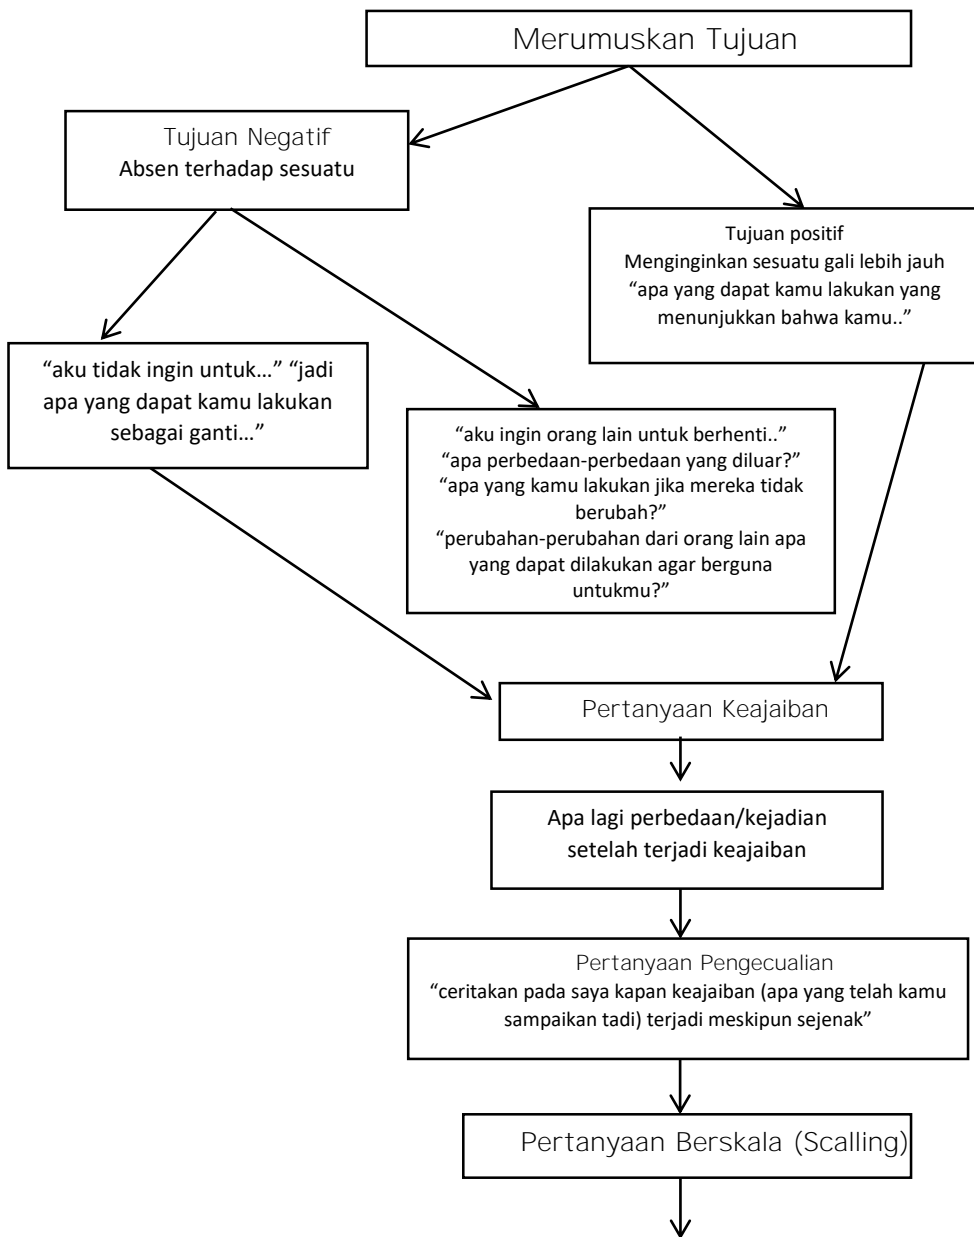 Merumuskan Tujuan
Tujuan Negatif
Absen terhadap sesuatu
Tujuan positif
Menginginkan sesuatu gali lebih jauh
“apa yang dapat kamu lakukan yang
menunjukkan bahwa kamu..”
“aku tidak ingin untuk...” “jadi
apa yang dapat kamu lakukan
sebagai ganti...”
“aku ingin orang lain untuk berhenti..”
“apa perbedaan-perbedaan yang diluar?”
“apa yang kamu lakukan jika mereka tidak
berubah?”
“perubahan-perubahan dari orang lain apa
yang dapat dilakukan agar berguna
untukmu?”
Pertanyaan Keajaiban
Apa lagi perbedaan/kejadian
setelah terjadi keajaiban
Pertanyaan Pengecualian
“ceritakan pada saya kapan keajaiban (apa yang telah kamu
sampaikan tadi) terjadi meskipun sejenak”
Pertanyaan Berskala (Scalling)